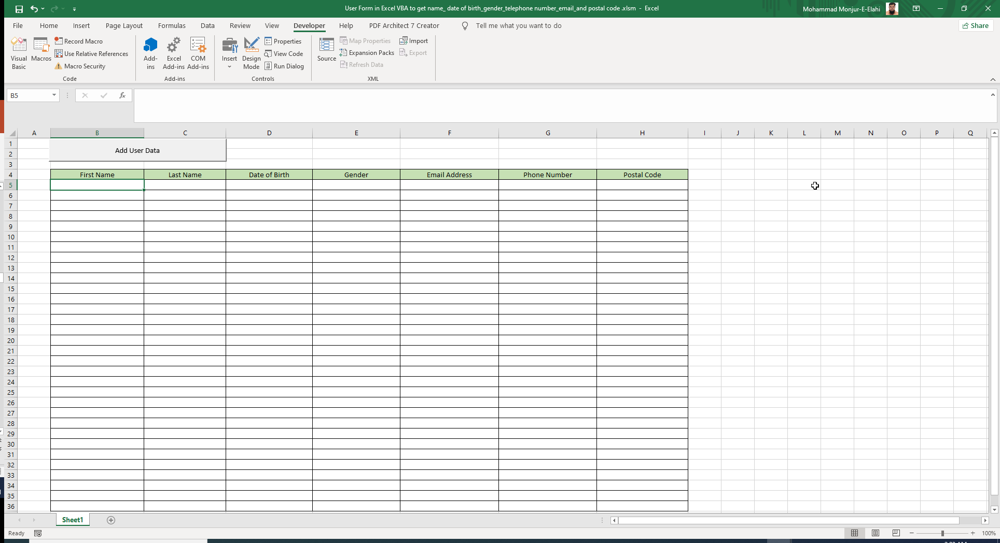 User Form in Excel VBA to get name_ date of birth_gender_telephone number_email_and postal code .xlsm - Excel
Mohammad Monjur-E-Elahi
File Home Insert Page Layout Formulas Data Review View Developer Help PDF Architect 7 Creator Tell me what you want to do
Share
Visual Basic
Macros
Record Macro
Use Relative References
Macro Security
Code
Add-ins
Excel Add-ins
COM Add-ins
Add-ins
Insert
Design Mode
Properties
View Code
Run Dialog
Controls
Source
Map Properties
Expansion Packs
Refresh Data
Import
Export
XML
B5
fx
A B C D E F G H I J K L M N O P Q
1
Add User Data
2
3
4 First Name Last Name Date of Birth Gender Email Address Phone Number Postal Code
5
6
7
8
9
10
11
12
13
14
15
16
17
18
19
20
21
22
23
24
25
26
27
28
29
30
31
32
33
34
35
36
Sheet1
Ready
100%